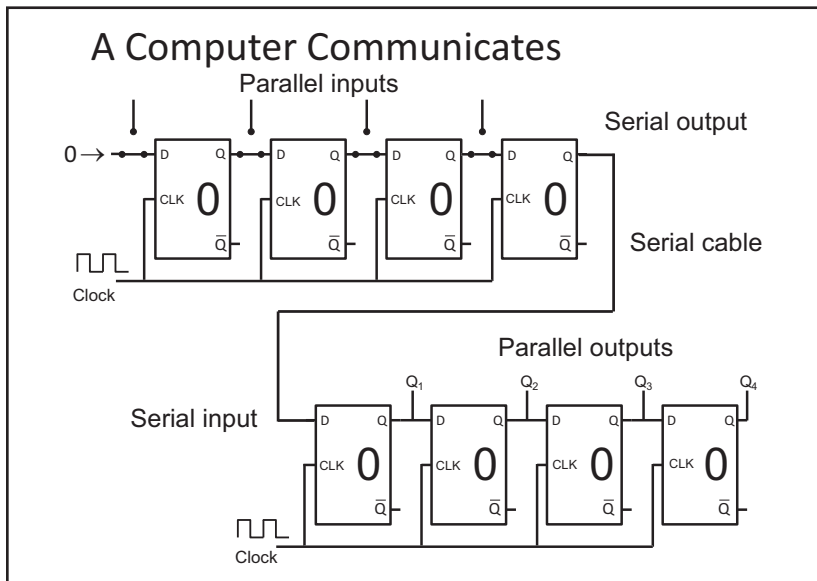 A Computer Communicates
Parallel inputs
Serial output
0→
D Q D Q D Q D Q
CLK 0 CLK 0 CLK 0 CLK 0
Q̅ Q̅ Q̅ Q̅
Serial cable
Clock
Parallel outputs
Q₁ Q₂ Q₃ Q₄
Serial input
D Q D Q D Q D Q
CLK 0 CLK 0 CLK 0 CLK 0
Q̅ Q̅ Q̅ Q̅
Clock